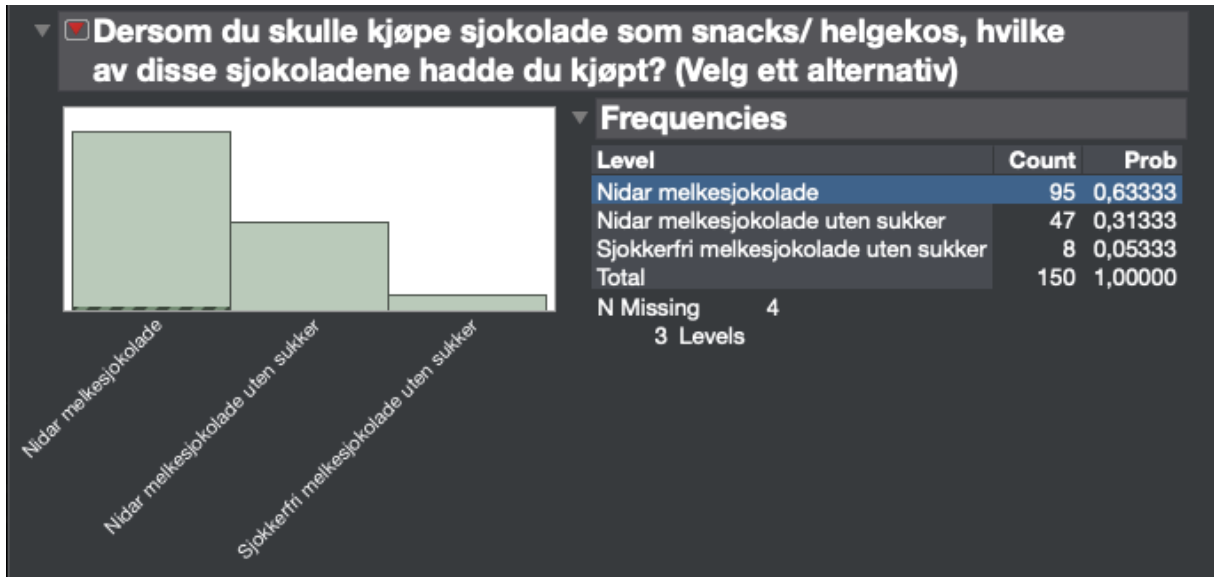 Dersom du skulle kjøpe sjokolade som snacks/ helgekos, hvilke
av disse sjokoladene hadde du kjøpt? (Velg ett alternativ)
Nidar melkesjokolade
Nidar melkesjokolade uten sukker
Sjokkerfri melkesjokolade uten sukker
Frequencies
Level Count Prob
Nidar melkesjokolade 95 0,63333
Nidar melkesjokolade uten sukker 47 0,31333
Sjokkerfri melkesjokolade uten sukker 8 0,05333
Total 150 1,00000
N Missing 4
3 Levels